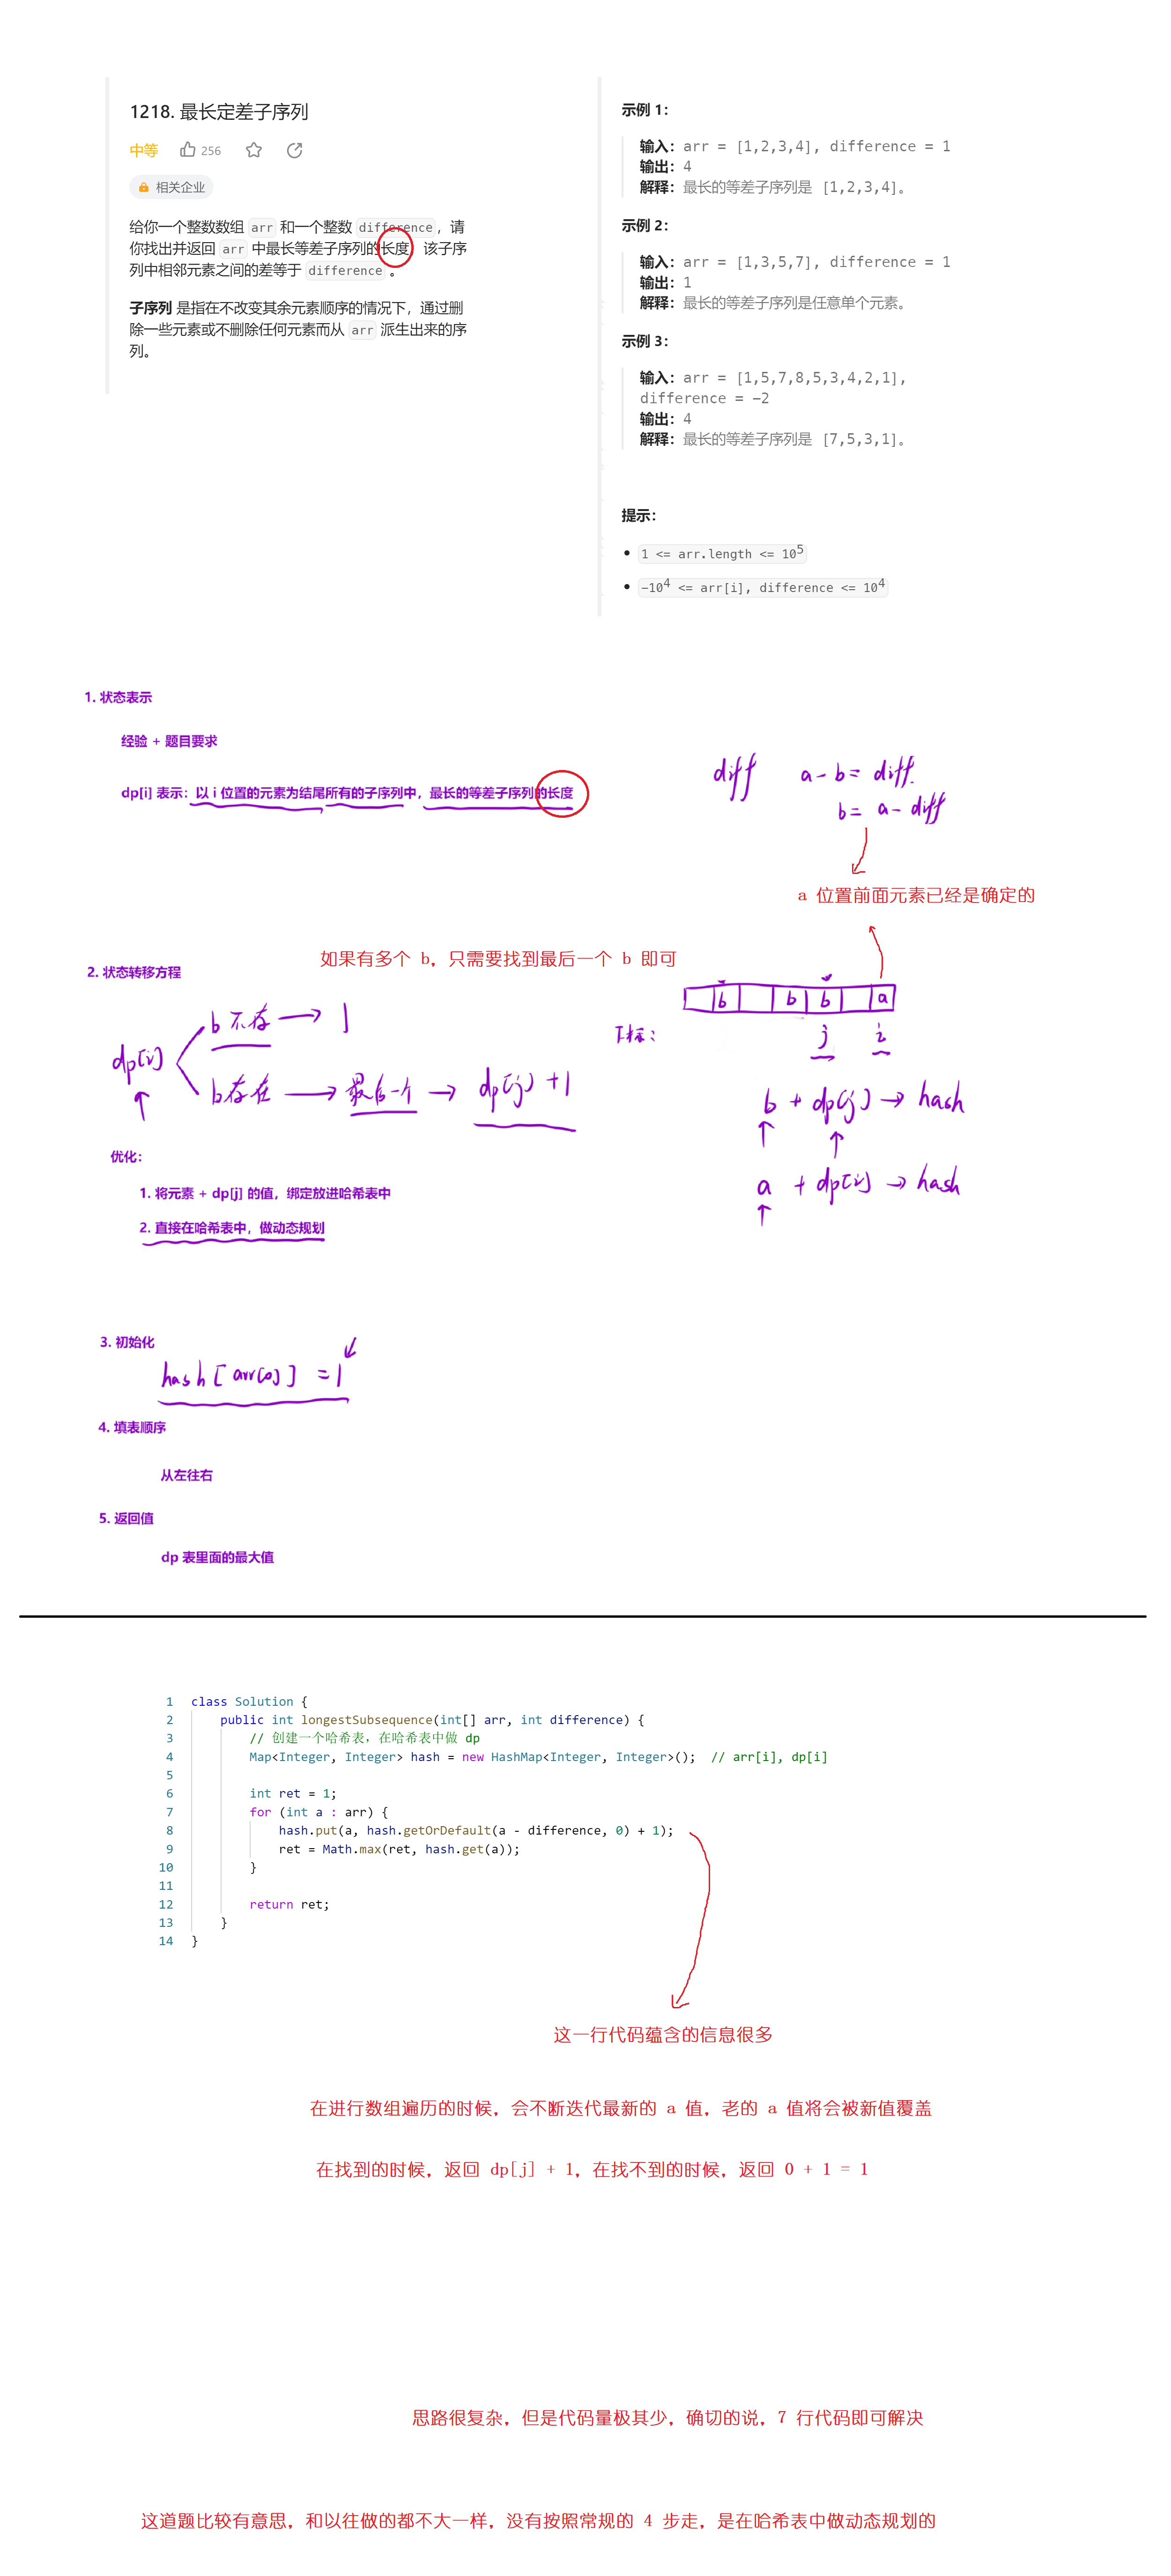 1218. 最长定差子序列
中等 256
相关企业
给你一个整数数组 arr 和一个整数 difference，请
你找出并返回 arr 中最长等差子序列的长度，该子序
列中相邻元素之间的差等于 difference 。
子序列 是指在不改变其余元素顺序的情况下，通过删
除一些元素或不删除任何元素而从 arr 派生出来的序
列。
示例 1：
输入：arr = [1,2,3,4], difference = 1
输出：4
解释：最长的等差子序列是 [1,2,3,4]。
示例 2：
输入：arr = [1,3,5,7], difference = 1
输出：1
解释：最长的等差子序列是任意单个元素。
示例 3：
输入：arr = [1,5,7,8,5,3,4,2,1],
difference = -2
输出：4
解释：最长的等差子序列是 [7,5,3,1]。
提示：
1 <= arr.length <= 10^5
-10^4 <= arr[i], difference <= 10^4
1. 状态表示
经验 + 题目要求
dp[i] 表示：以 i 位置的元素为结尾所有的子序列中，最长的等差子序列的长度
diff a - b = diff.
b = a - diff
a 位置前面元素已经是确定的
如果有多个 b，只需要找到最后一个 b 即可
2. 状态转移方程
b b b a
下标： j i
dp[i]
b 不存 → 1
b 存在 → 最后一个 → dp[j] + 1
b + dp[j] → hash
a + dp[i] → hash
优化：
1. 将元素 + dp[j] 的值，绑定放进哈希表中
2. 直接在哈希表中，做动态规划
3. 初始化
hash[arr[0]] = 1
4. 填表顺序
从左往右
5. 返回值
dp 表里面的最大值
1 class Solution {
2 public int longestSubsequence(int[] arr, int difference) {
3 // 创建一个哈希表，在哈希表中做 dp
4 Map<Integer, Integer> hash = new HashMap<Integer, Integer>(); // arr[i], dp[i]
5
6 int ret = 1;
7 for (int a : arr) {
8 hash.put(a, hash.getOrDefault(a - difference, 0) + 1);
9 ret = Math.max(ret, hash.get(a));
10 }
11
12 return ret;
13 }
14 }
这一行代码蕴含的信息很多
在进行数组遍历的时候，会不断迭代最新的 a 值，老的 a 值将会被新值覆盖
在找到的时候，返回 dp[j] + 1，在找不到的时候，返回 0 + 1 = 1
思路很复杂，但是代码量极其少，确切的说，7 行代码即可解决
这道题比较有意思，和以往做的都不大一样，没有按照常规的 4 步走，是在哈希表中做动态规划的